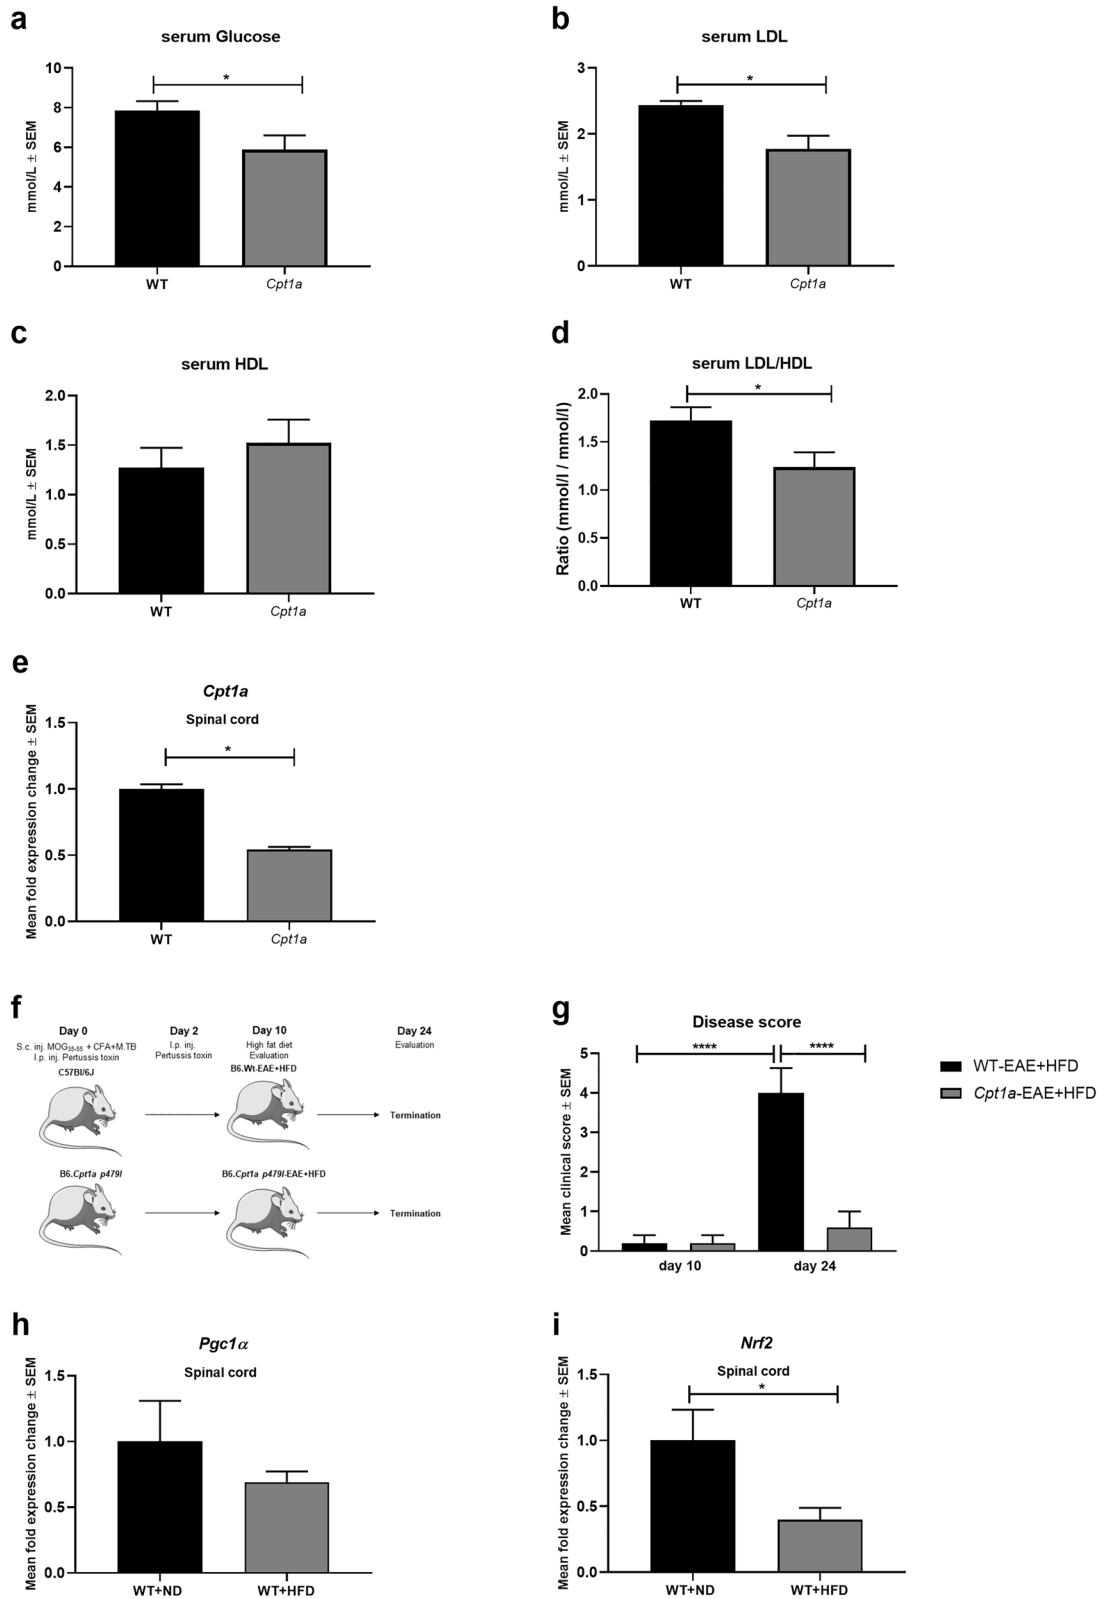 a
serum Glucose
mmol/L ± SEM
10
8
6
4
2
0
*
WT
Cpt1a
b
serum LDL
mmol/L ± SEM
3
2
1
0
*
WT
Cpt1a
c
serum HDL
mmol/L ± SEM
2.0
1.5
1.0
0.5
0.0
WT
Cpt1a
d
serum LDL/HDL
Ratio (mmol/l / mmol/l)
2.0
1.5
1.0
0.5
0.0
*
WT
Cpt1a
e
Cpt1a
Spinal cord
Mean fold expression change ± SEM
1.5
1.0
0.5
0.0
*
WT
Cpt1a
f
Day 0
S.c. inj. MOG35-55 + CFA+M.TB
I.p. inj. Pertussis toxin
C57Bl/6J
Day 2
I.p. inj.
Pertussis toxin
Day 10
High fat diet
Evaluation
B6.Wt-EAE+HFD
Day 24
Evaluation
Termination
B6.Cpt1a p479l
B6.Cpt1a p479l-EAE+HFD
Termination
g
Disease score
Mean clinical score ± SEM
5
4
3
2
1
0
****
****
day 10
day 24
WT-EAE+HFD
Cpt1a-EAE+HFD
h
Pgc1α
Spinal cord
Mean fold expression change ± SEM
1.5
1.0
0.5
0.0
WT+ND
WT+HFD
i
Nrf2
Spinal cord
Mean fold expression change ± SEM
1.5
1.0
0.5
0.0
*
WT+ND
WT+HFD